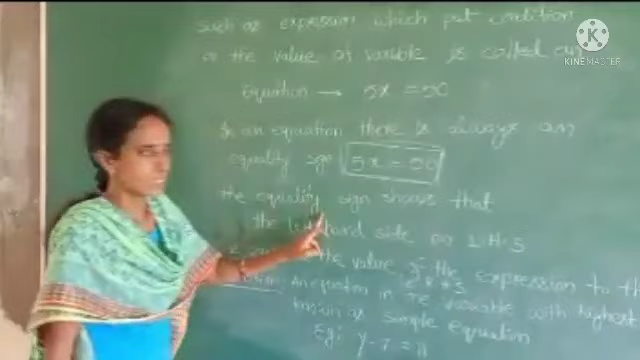 Such as expression which put condition
on the value of variable is called an
Equation → 5x = 50
In an equation there is always an
equality sign 5x = 50
the equality sign shows that
the hand side or L.H.S
the value of the expression to the
R.H.S
An equation in variable with highest
known as simple equation
Eg: y - 7 = 11
KINEMASTER